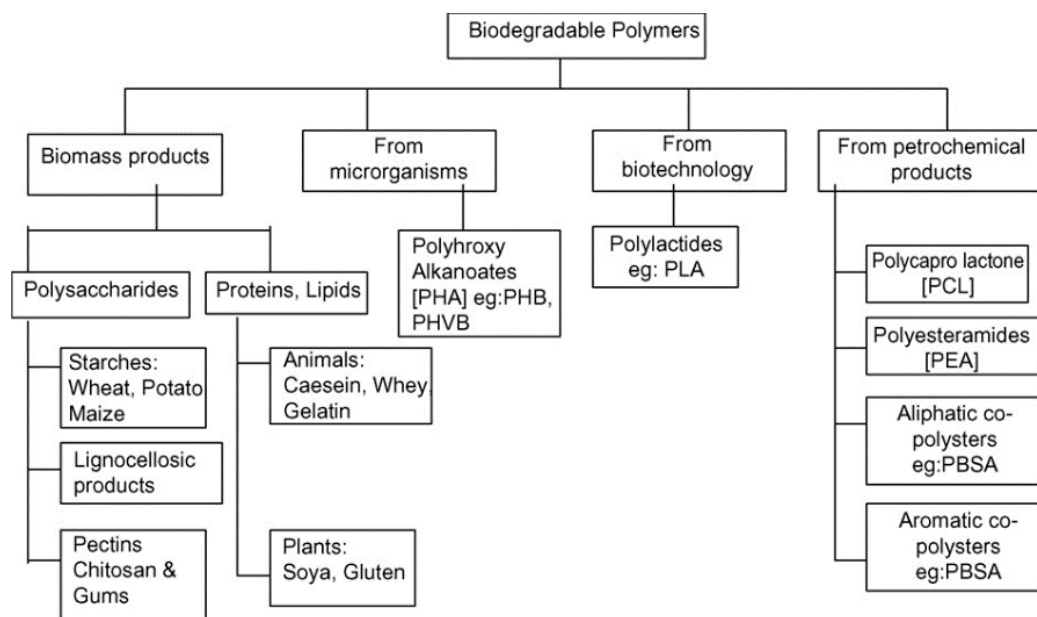 Biodegradable Polymers
Biomass products
From
microrganisms
From
biotechnology
From petrochemical
products
Polysaccharides
Proteins, Lipids
Polyhroxy
Alkanoates
[PHA] eg:PHB,
PHVB
Polylactides
eg: PLA
Polycapro lactone
[PCL]
Starches:
Wheat, Potato
Maize
Animals:
Caesein, Whey,
Gelatin
Polyesteramides
[PEA]
Lignocellosic
products
Aliphatic co-
polysters
eg:PBSA
Pectins
Chitosan &
Gums
Plants:
Soya, Gluten
Aromatic co-
polysters
eg:PBSA